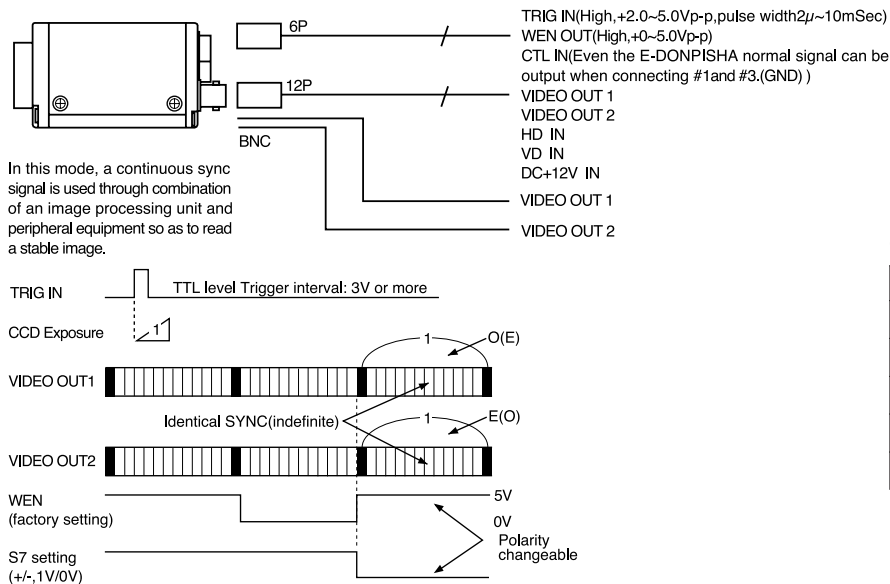 6P
TRIG IN(High,+2.0~5.0Vp-p,pulse width2μ~10mSec)
WEN OUT(High,+0~5.0Vp-p)
CTL IN(Even the E-DONPISHA normal signal can be
output when connecting #1and #3.(GND) )
12P
VIDEO OUT 1
VIDEO OUT 2
HD IN
VD IN
DC+12V IN
BNC
VIDEO OUT 1
VIDEO OUT 2
In this mode, a continuous sync
signal is used through combination
of an image processing unit and
peripheral equipment so as to read
a stable image.
TRIG IN
TTL level Trigger interval: 3V or more
CCD Exposure
1
1
O(E)
VIDEO OUT1
Identical SYNC(indefinite)
1
E(O)
VIDEO OUT2
WEN
(factory setting)
5V
0V
Polarity
changeable
S7 setting
(+/-,1V/0V)